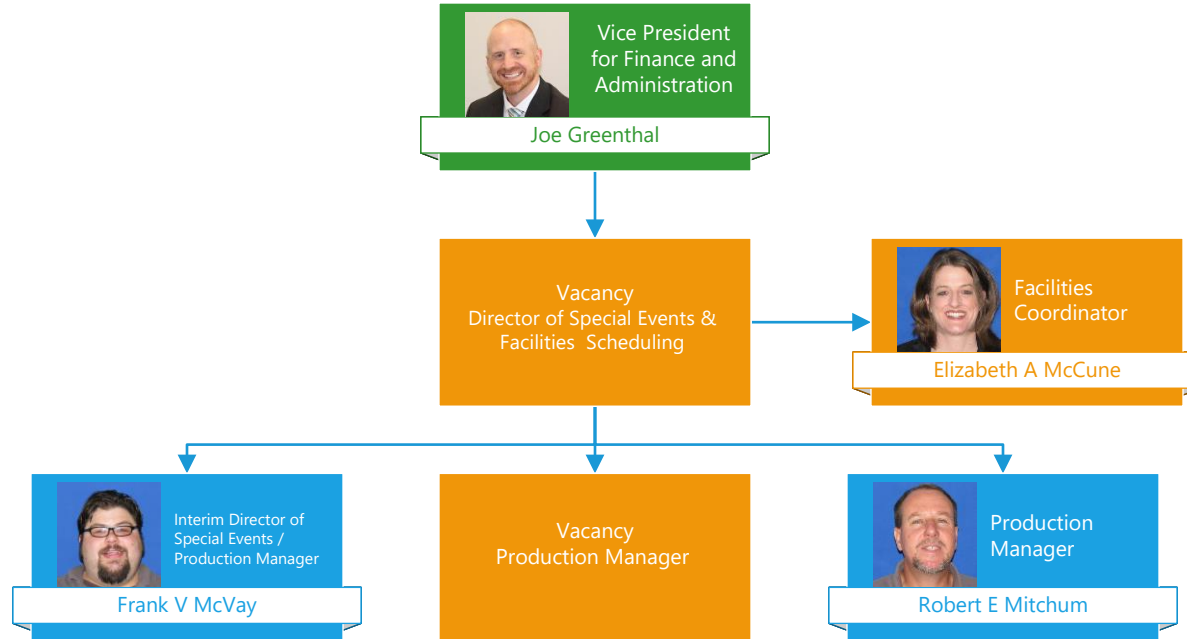 Vice President
for Finance and
Administration
Joe Greenthal
Vacancy
Director of Special Events &
Facilities Scheduling
Facilities
Coordinator
Elizabeth A McCune
Interim Director of
Special Events /
Production Manager
Frank V McVay
Vacancy
Production Manager
Production
Manager
Robert E Mitchum